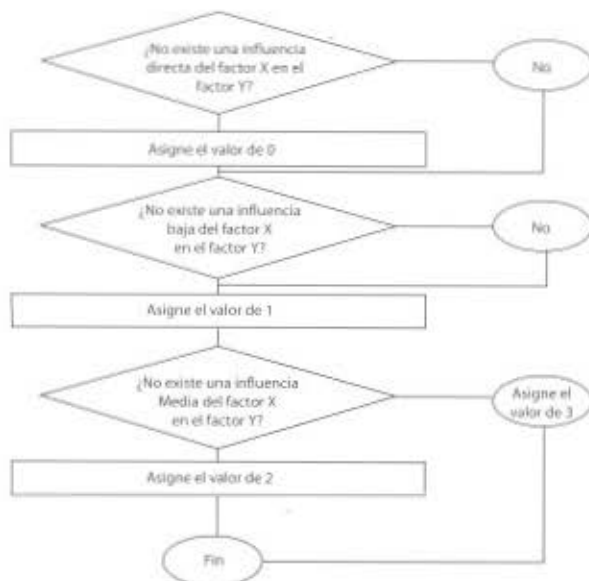 ¿No existe una influencia
directa del factor X en el
factor Y?
No
Asigne el valor de 0
¿No existe una influencia
baja del factor X
en el factor Y?
No
Asigne el valor de 1
¿No existe una influencia
Media del factor X
en el factor Y?
Asigne el
valor de 3
Asigne el valor de 2
Fin